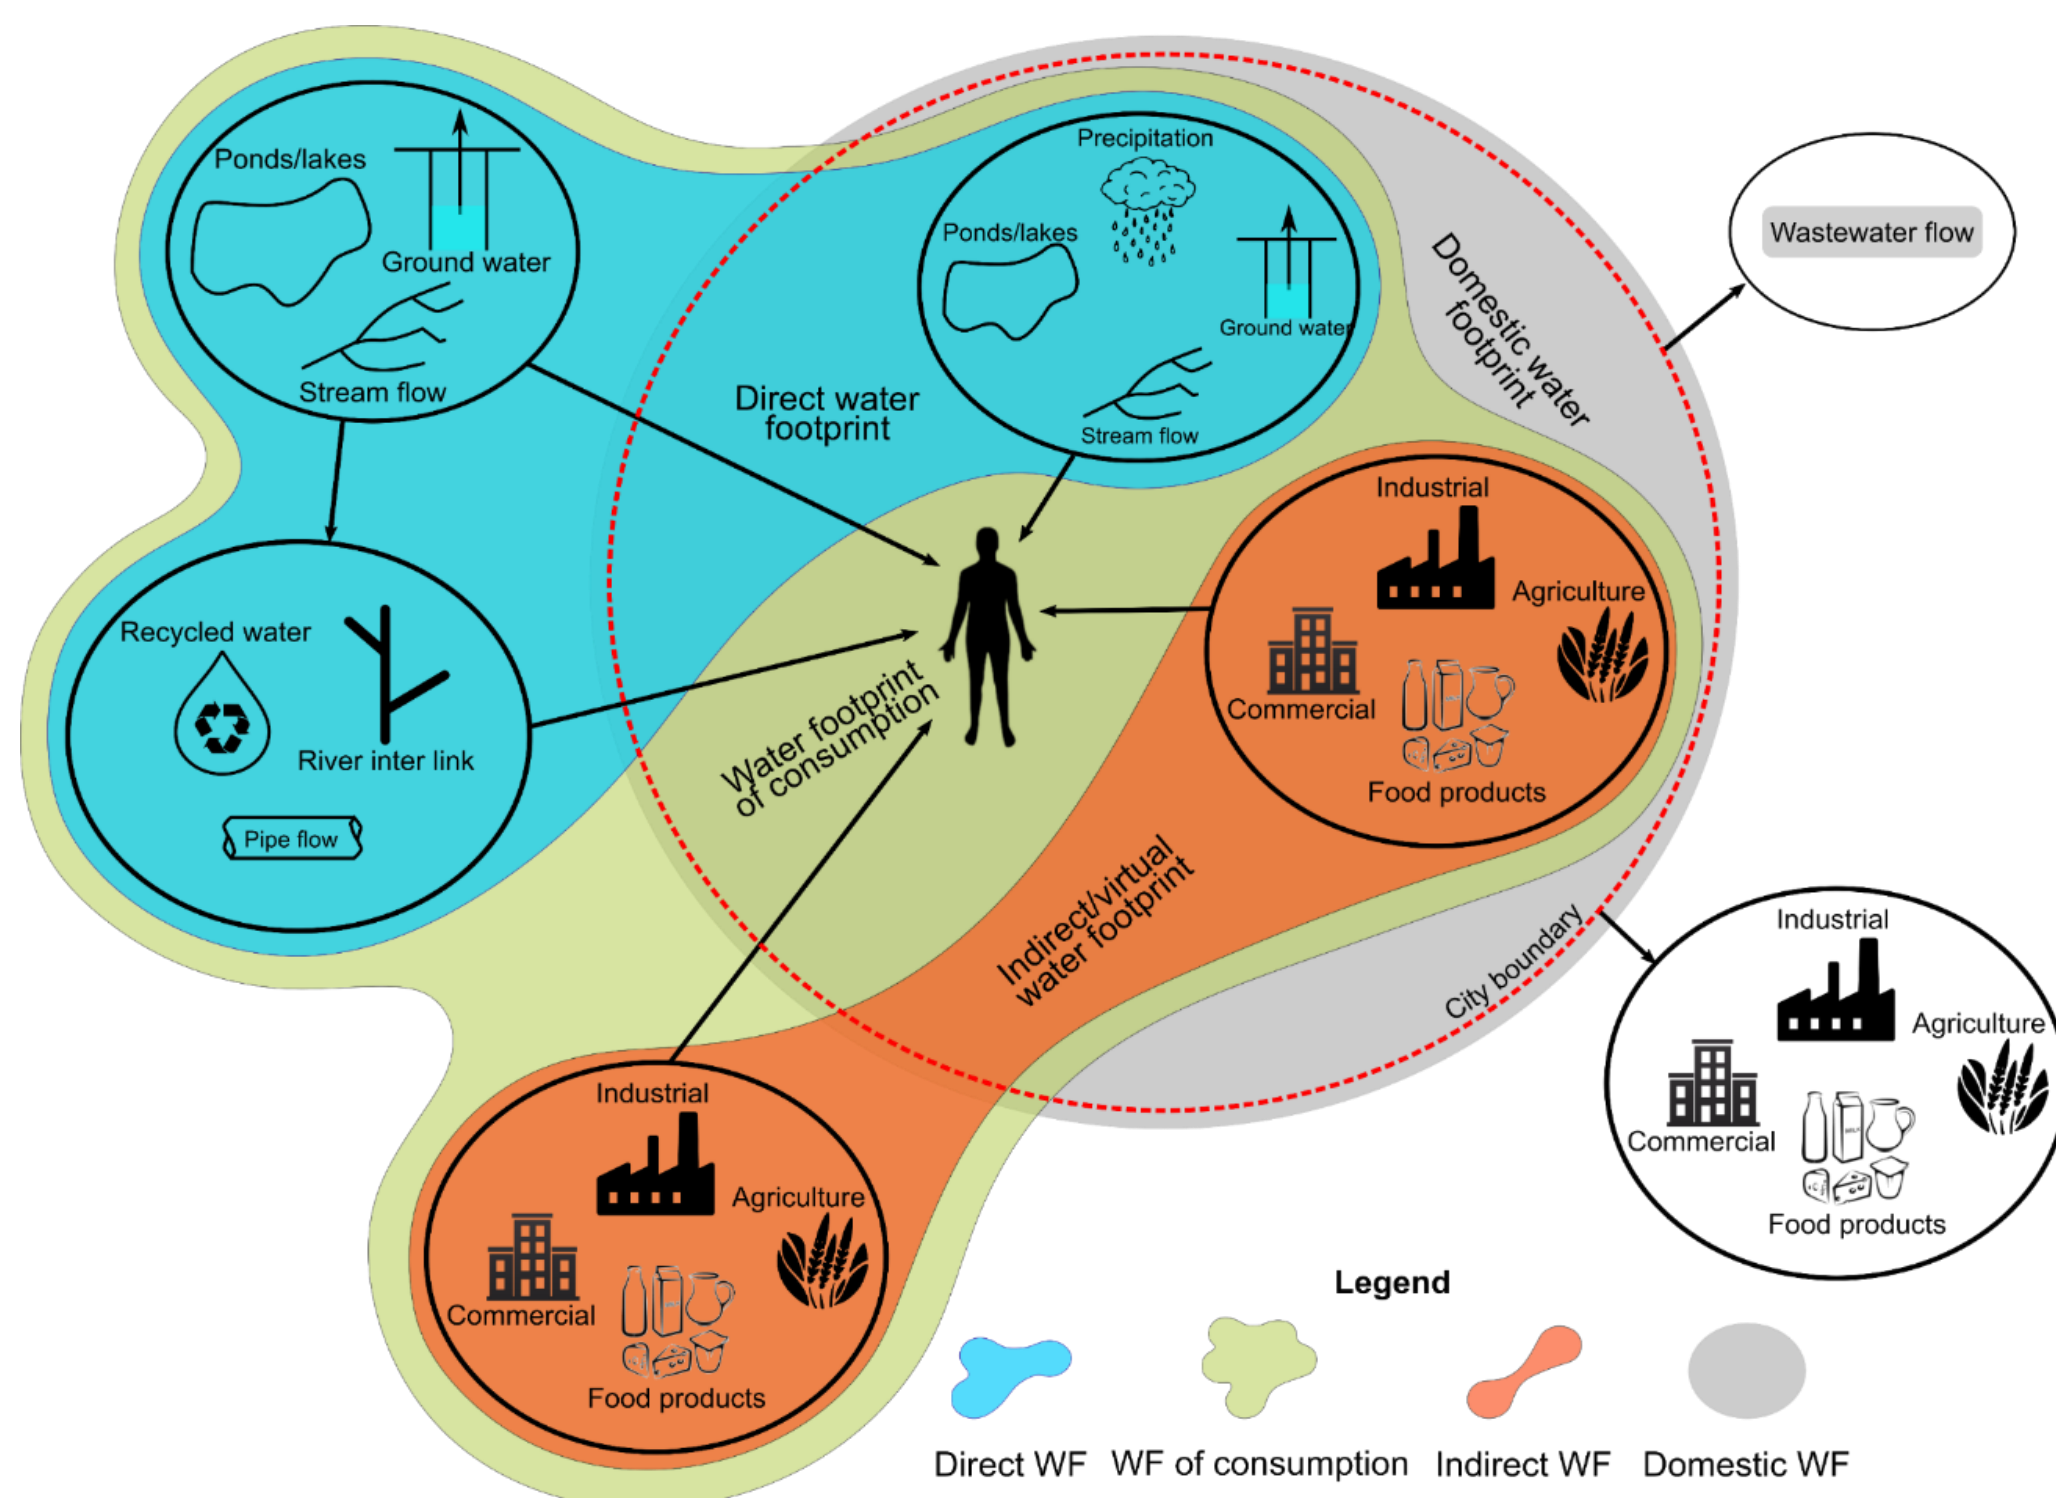 Ponds/lakes
Ground water
Stream flow
Precipitation
Ponds/lakes
Ground water
Stream flow
Wastewater flow
Domestic water
footprint
Direct water
footprint
Recycled water
River inter link
Pipe flow
Water footprint
of consumption
Industrial
Agriculture
Commercial
Food products
Indirect/virtual
water footprint
City boundary
Industrial
Agriculture
Commercial
MILK
Food products
Industrial
Agriculture
Commercial
Food products
Legend
Direct WF
WF of consumption
Indirect WF
Domestic WF